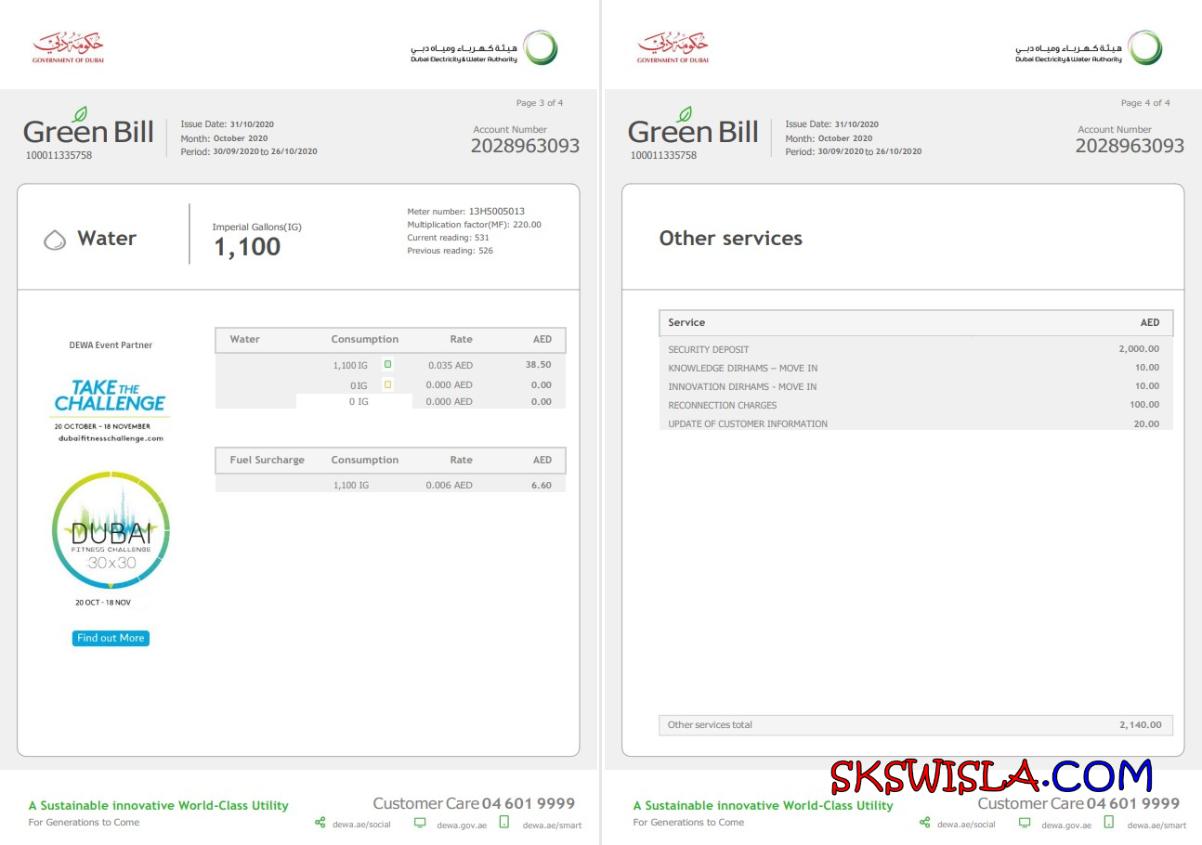 حكومة دبي
GOVERNMENT OF DUBAI
هيئة كهرباء ومياه دبي
Dubai Electricity & Water Authority
Page 3 of 4
Green Bill
100011335758
Issue Date: 31/10/2020
Month: October 2020
Period: 30/09/2020 to 26/10/2020
Account Number
2028963093
Water
Imperial Gallons(IG)
1,100
Meter number: 13H5005013
Multiplication factor(MF): 220.00
Current reading: 531
Previous reading: 526
DEWA Event Partner
TAKE THE
CHALLENGE
20 OCTOBER - 18 NOVEMBER
dubaifitnesschallenge.com
DUBAI
FITNESS CHALLENGE
30x30
20 OCT - 18 NOV
Find out More
Water Consumption Rate AED
1,100 IG 0.035 AED 38.50
0 IG 0.000 AED 0.00
0 IG 0.000 AED 0.00
Fuel Surcharge Consumption Rate AED
1,100 IG 0.006 AED 6.60
A Sustainable innovative World-Class Utility
For Generations to Come
Customer Care 04 601 9999
dewa.ae/social dewa.gov.ae dewa.ae/smart
حكومة دبي
GOVERNMENT OF DUBAI
هيئة كهرباء ومياه دبي
Dubai Electricity & Water Authority
Page 4 of 4
Green Bill
100011335758
Issue Date: 31/10/2020
Month: October 2020
Period: 30/09/2020 to 26/10/2020
Account Number
2028963093
Other services
Service AED
SECURITY DEPOSIT 2,000.00
KNOWLEDGE DIRHAMS – MOVE IN 10.00
INNOVATION DIRHAMS - MOVE IN 10.00
RECONNECTION CHARGES 100.00
UPDATE OF CUSTOMER INFORMATION 20.00
Other services total 2,140.00
SKSWISLA.COM
A Sustainable innovative World-Class Utility
For Generations to Come
Customer Care 04 601 9999
dewa.ae/social dewa.gov.ae dewa.ae/smart